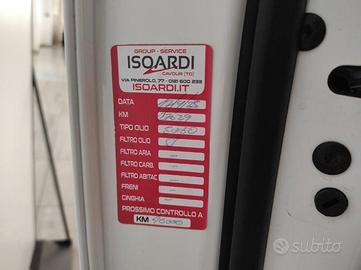 GROUP - SERVICE
ISOARDI
CAVOUR (TO)
VIA PINEROLO, 77 - 0121 600 233
ISOARDI.IT
DATA
KM
TIPO OLIO
FILTRO OLIO SI
FILTRO ARIA -
FILTRO CARB. -
FILTRO ABITAC -
FRENI -
CINGHIA -
PROSSIMO CONTROLLO A
KM
subito